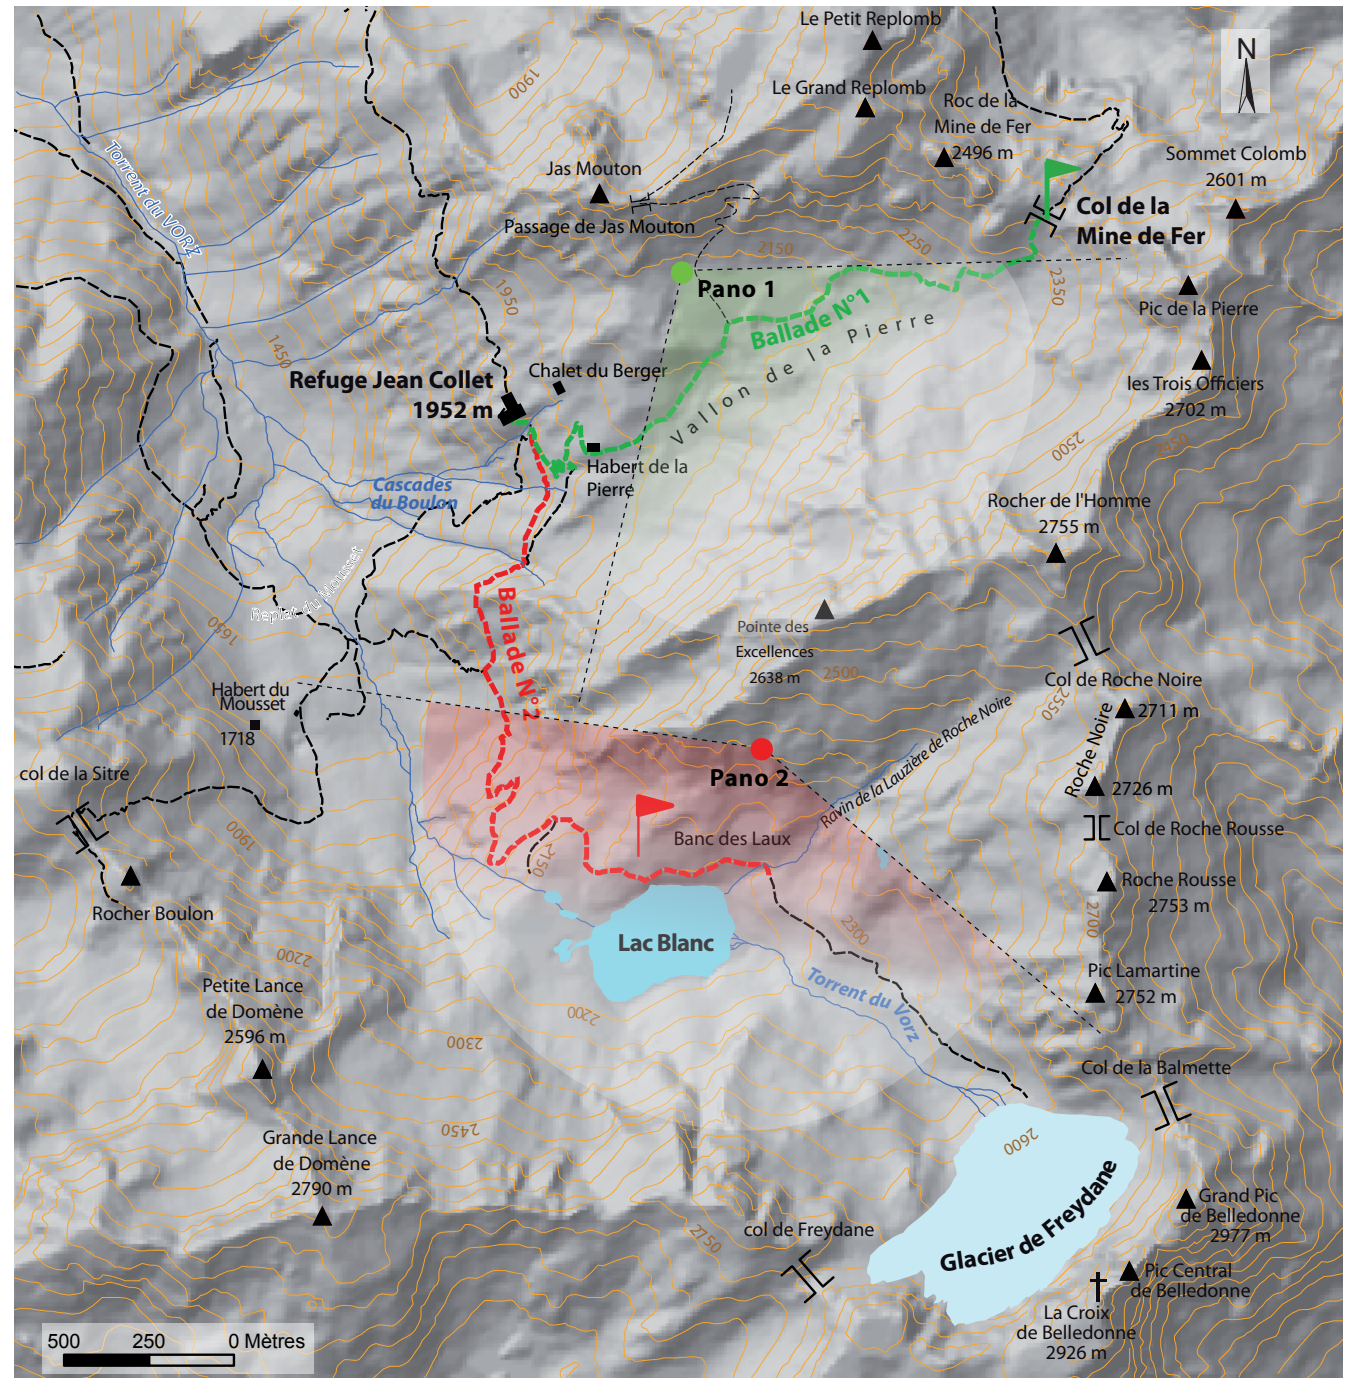 Le Petit Replomb
N
Le Grand Replomb
Roc de la
Mine de Fer
2496 m
1900
Torrent du VORZ
Jas Mouton
Sommet Colomb
2601 m
Passage de Jas Mouton
Col de la
Mine de Fer
2150
2250
2350
1950
Pano 1
Pic de la Pierre
Ballade N°1
Vallon de la Pierre
1450
Refuge Jean Collet
1952 m
Chalet du Berger
les Trois Officiers
2702 m
2500
2450
Habert de la
Pierre
Cascades
du Boulon
Rocher de l'Homme
2755 m
Replat du Mousset
Ballade N°2
1650
Pointe des
Excellences
2638 m
2500
Col de Roche Noire
2550
2711 m
Roche Noire
Habert du
Mousset
1718
Ravin de la Lauzière de Roche Noire
Pano 2
col de la Sitre
2726 m
Col de Roche Rousse
1900
Banc des Laux
2150
Roche Rousse
2753 m
Rocher Boulon
2700
2300
Lac Blanc
2200
Pic Lamartine
2752 m
Petite Lance
de Domène
2596 m
Torrent du Vorz
2200
2300
Col de la Balmette
2450
2600
Grande Lance
de Domène
2790 m
Glacier de Freydane
Grand Pic
de Belledonne
2977 m
col de Freydane
2750
Pic Central
de Belledonne
La Croix
de Belledonne
2926 m
500 250 0 Mètres